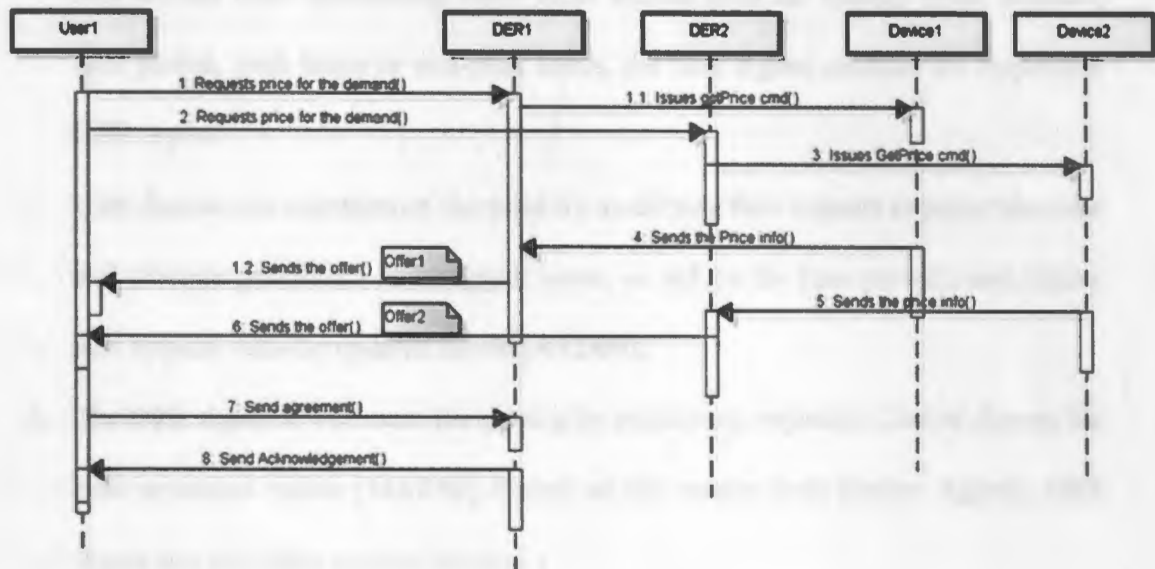 User1
DER1
DER2
Device1
Device2
1: Requests price for the demand()
1.1: Issues getPrice cmd()
2: Requests price for the demand()
3: Issues GetPrice cmd()
4: Sends the Price info()
Offer1
1.2: Sends the offer()
5: Sends the price info()
Offer2
6: Sends the offer()
7: Send agreement()
8: Send Acknowledgement()